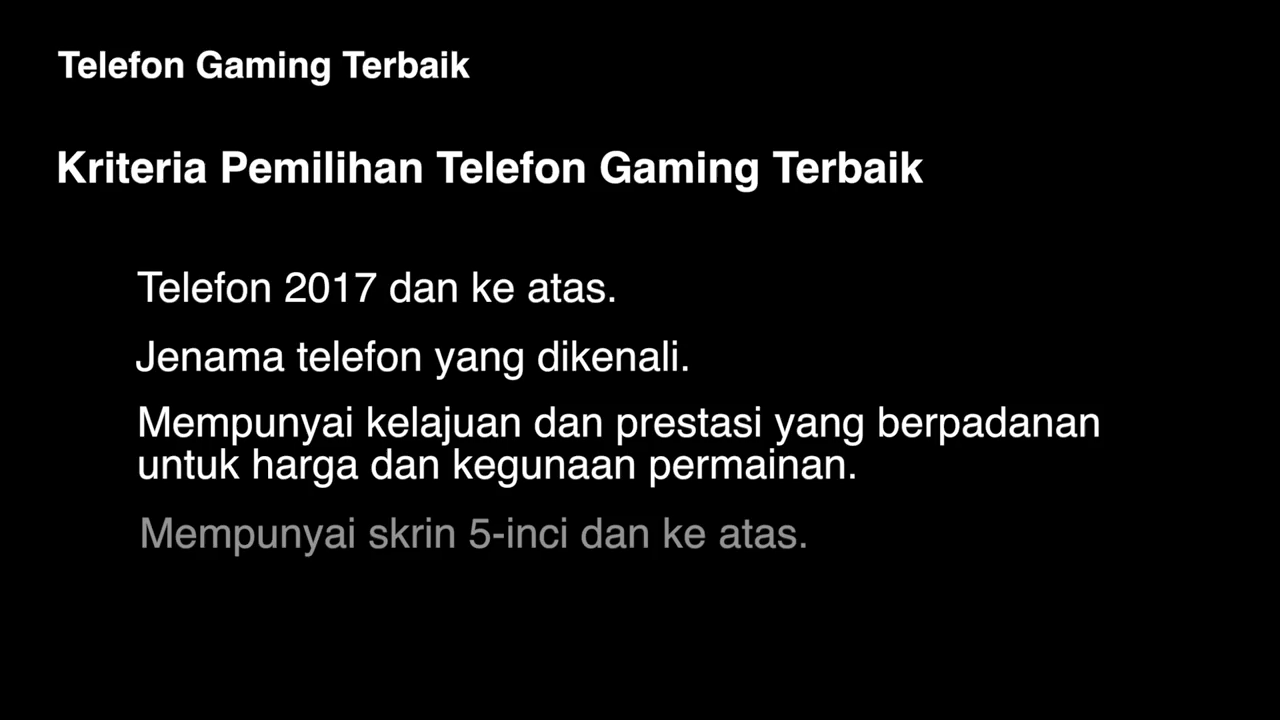 Telefon Gaming Terbaik
Kriteria Pemilihan Telefon Gaming Terbaik
Telefon 2017 dan ke atas.
Jenama telefon yang dikenali.
Mempunyai kelajuan dan prestasi yang berpadanan
untuk harga dan kegunaan permainan.
Mempunyai skrin 5-inci dan ke atas.